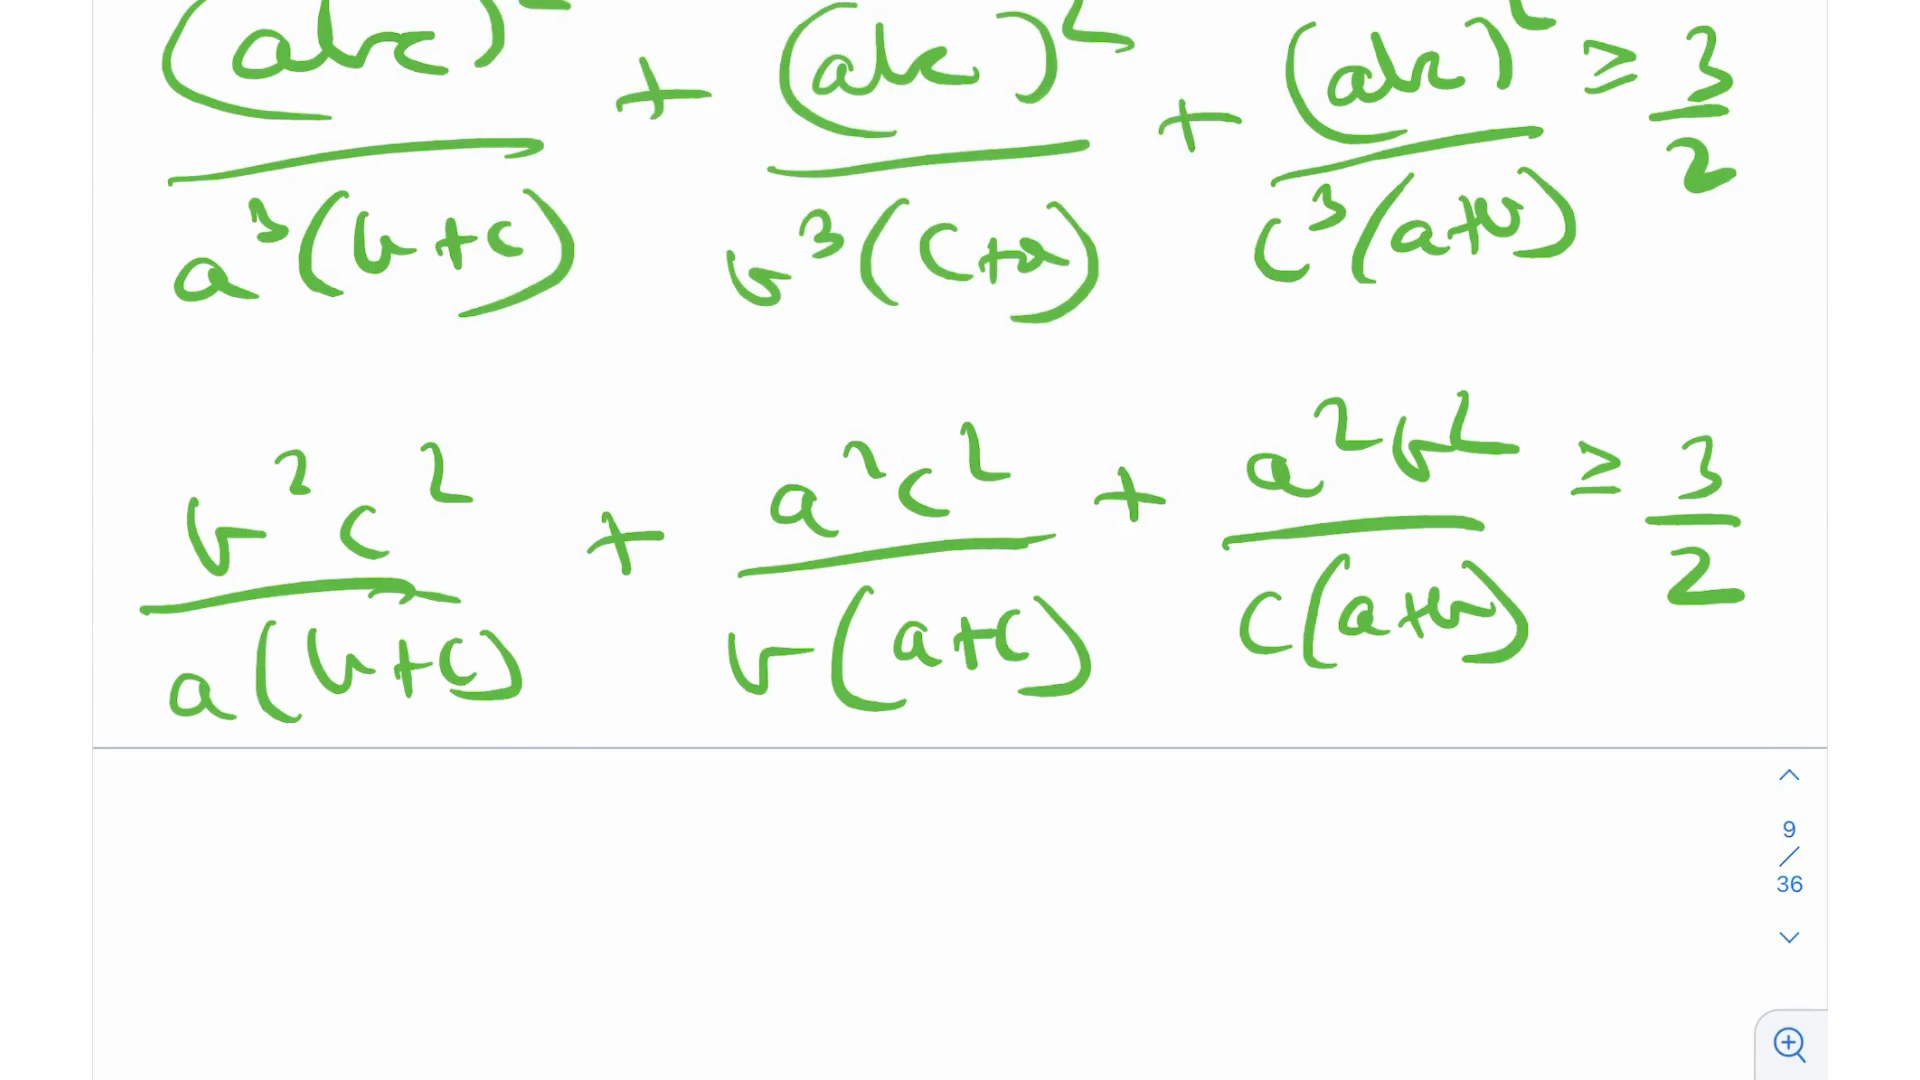 (abc)² / a³(b+c) + (abc)² / b³(c+a) + (abc)² / c³(a+b) ≥ 3/2
b²c² / a(b+c) + a²c² / b(a+c) + a²b² / c(a+b) ≥ 3/2
9
/
36